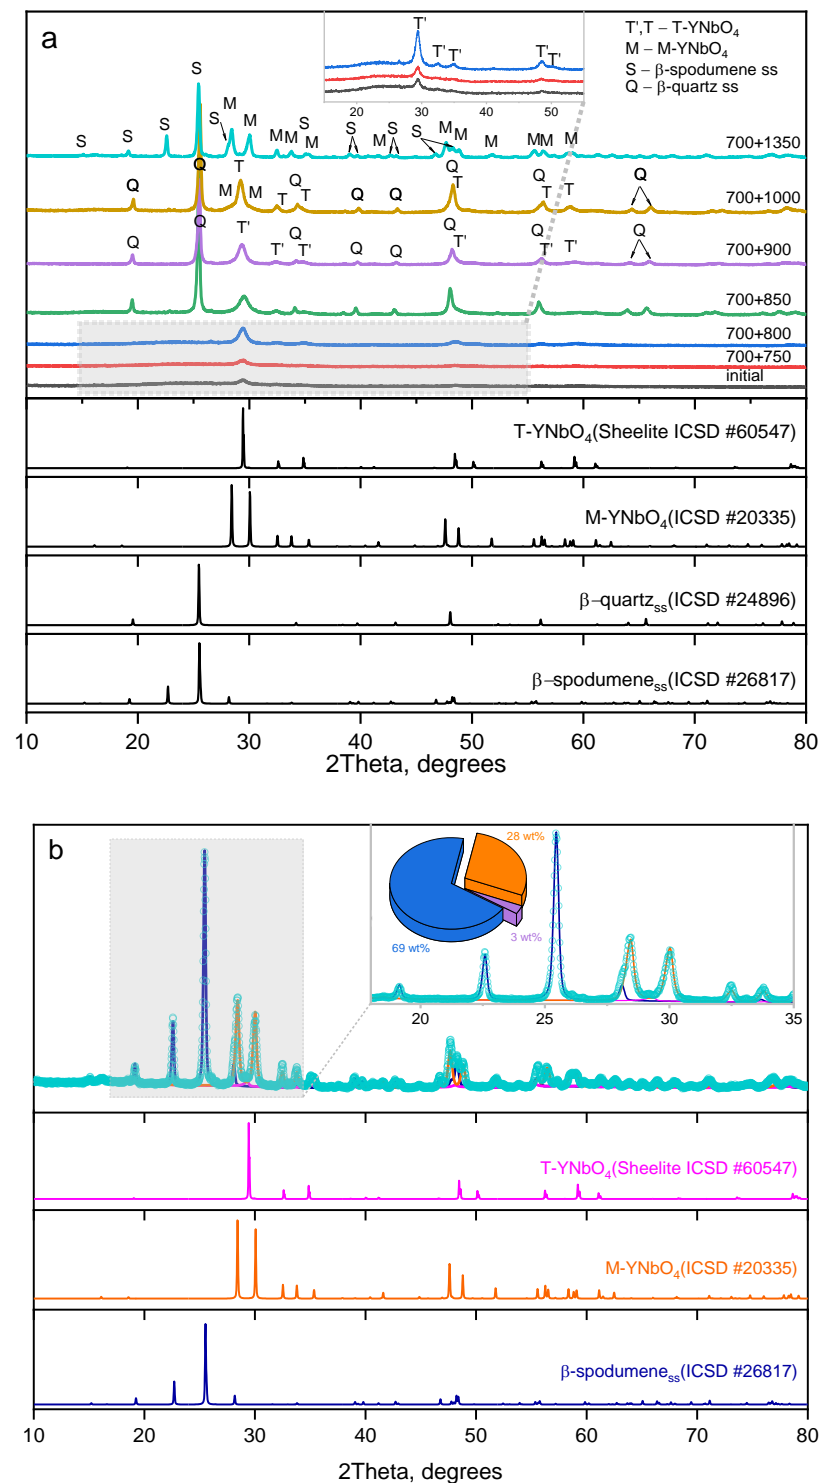 a
T',T – T-YNbO₄
M – M-YNbO₄
S – β-spodumene ss
Q – β-quartz ss
T'
T' T' T' T'
20 30 40 50
S S S S S M M M M S M S M S S M M M M M M
700+1350
Q Q M T M T Q T Q Q Q T Q T T Q
700+1000
Q Q T' T' Q T' Q Q Q T' Q T' T' Q
700+900
700+850
700+800
700+750
initial
T-YNbO₄(Sheelite ICSD #60547)
M-YNbO₄(ICSD #20335)
β–quartzss(ICSD #24896)
β–spodumeness(ICSD #26817)
10 20 30 40 50 60 70 80
2Theta, degrees
b
28 wt%
69 wt%
3 wt%
20 25 30 35
T-YNbO₄(Sheelite ICSD #60547)
M-YNbO₄(ICSD #20335)
β-spodumeness(ICSD #26817)
10 20 30 40 50 60 70 80
2Theta, degrees